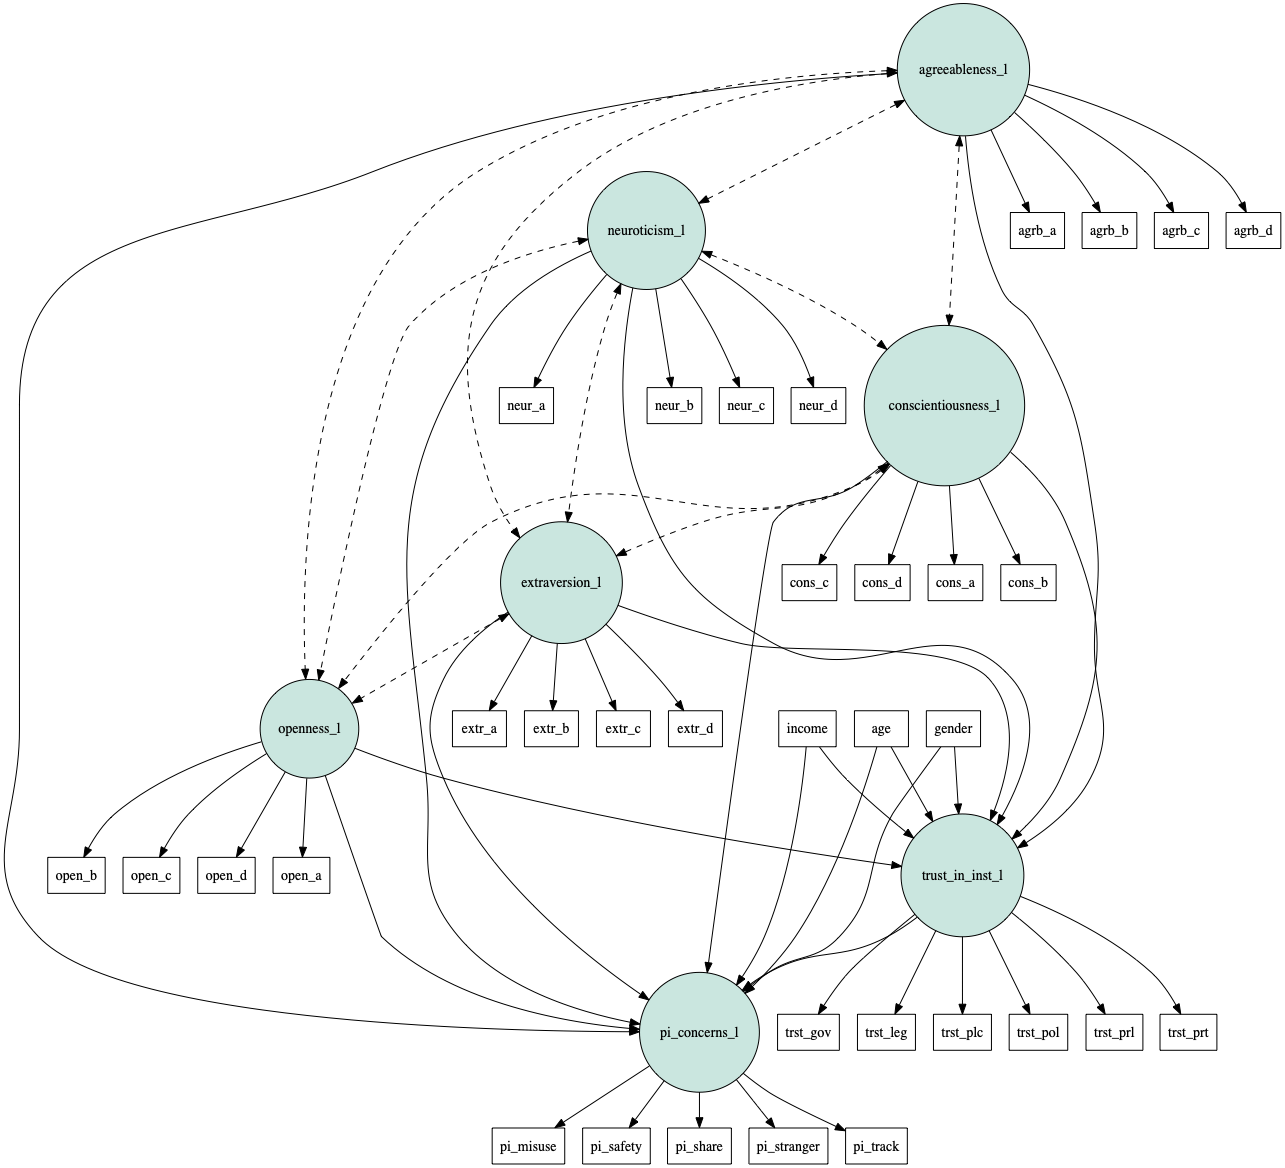 agreeableness_l
agrb_a
agrb_b
agrb_c
agrb_d
neuroticism_l
neur_a
neur_b
neur_c
neur_d
conscientiousness_l
cons_c
cons_d
cons_a
cons_b
extraversion_l
extr_a
extr_b
extr_c
extr_d
openness_l
income
age
gender
open_b
open_c
open_d
open_a
trust_in_inst_l
trst_gov
trst_leg
trst_plc
trst_pol
trst_prl
trst_prt
pi_concerns_l
pi_misuse
pi_safety
pi_share
pi_stranger
pi_track